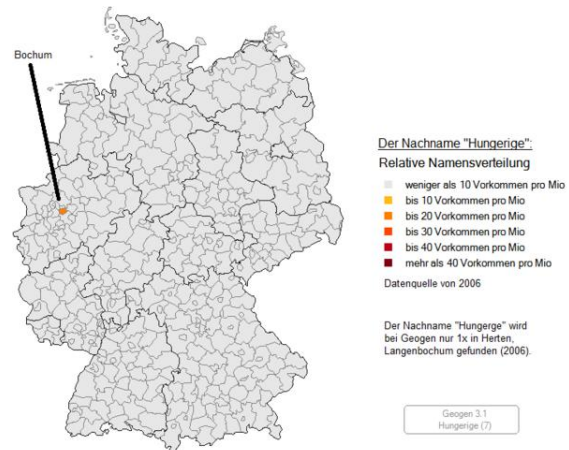 Bochum
Der Nachname "Hungerige":
Relative Namensverteilung
weniger als 10 Vorkommen pro Mio
bis 10 Vorkommen pro Mio
bis 20 Vorkommen pro Mio
bis 30 Vorkommen pro Mio
bis 40 Vorkommen pro Mio
mehr als 40 Vorkommen pro Mio
Datenquelle von 2006
Der Nachname "Hungerge" wird
bei Geogen nur 1x in Herten,
Langenbochum gefunden (2006).
Geogen 3.1
Hungerige (7)